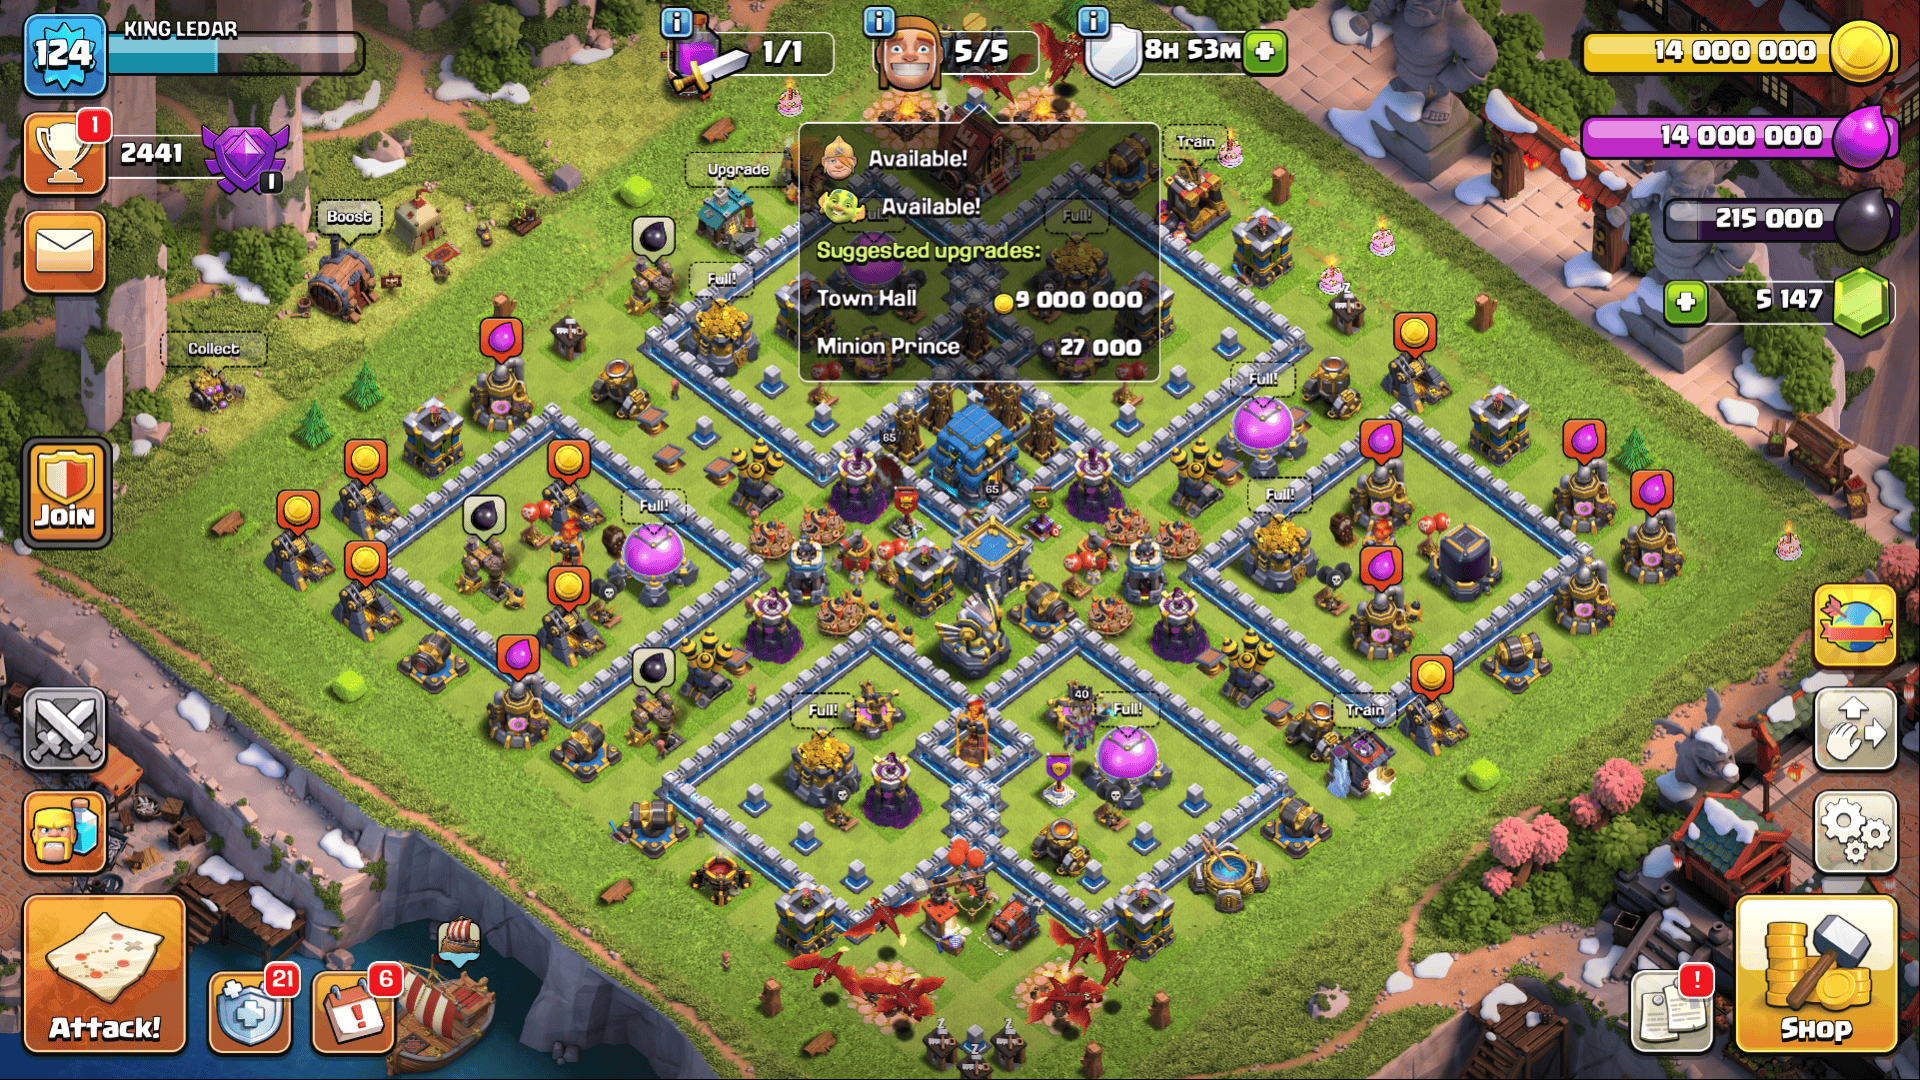 124
KING LEDAR
1/1
5/5
8H 53M
14 000 000
1
2441
I
14 000 000
215 000
5 147
Available!
Available!
Suggested upgrades:
Town Hall 9 000 000
Minion Prince 27 000
Upgrade
Train
Boost
Full!
Full!
Full!
Collect
Full!
65
65
Full!
Full!
Join
Full!
40
Full!
Train
Attack!
21
6
!
Shop
Z
Z
Z
Z